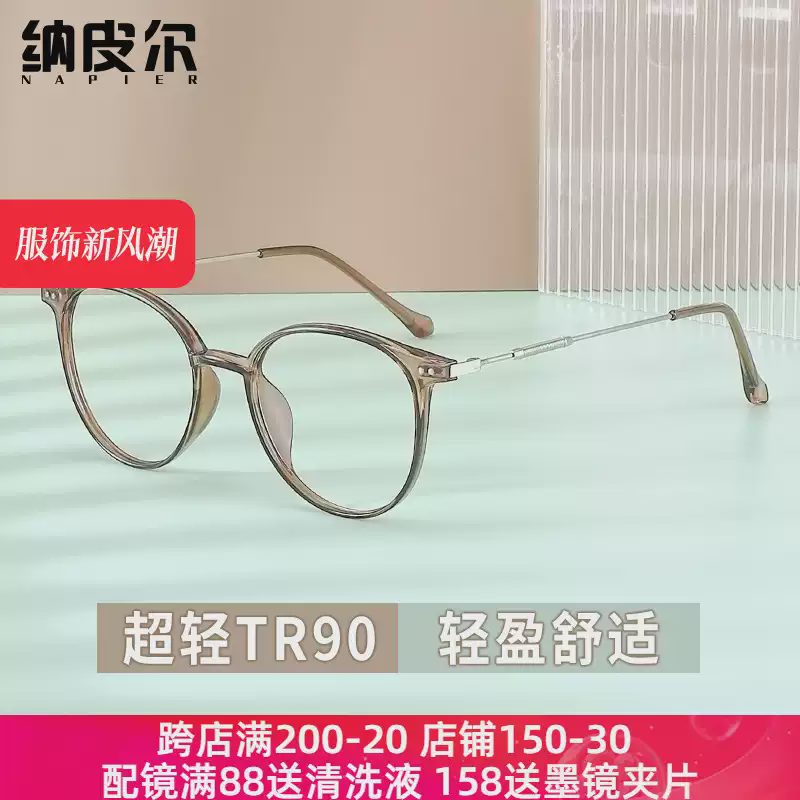 纳皮尔
NAPIER
服饰新风潮
超轻TR90 轻盈舒适
跨店满200-20 店铺150-30
配镜满88送清洗液 158送墨镜夹片